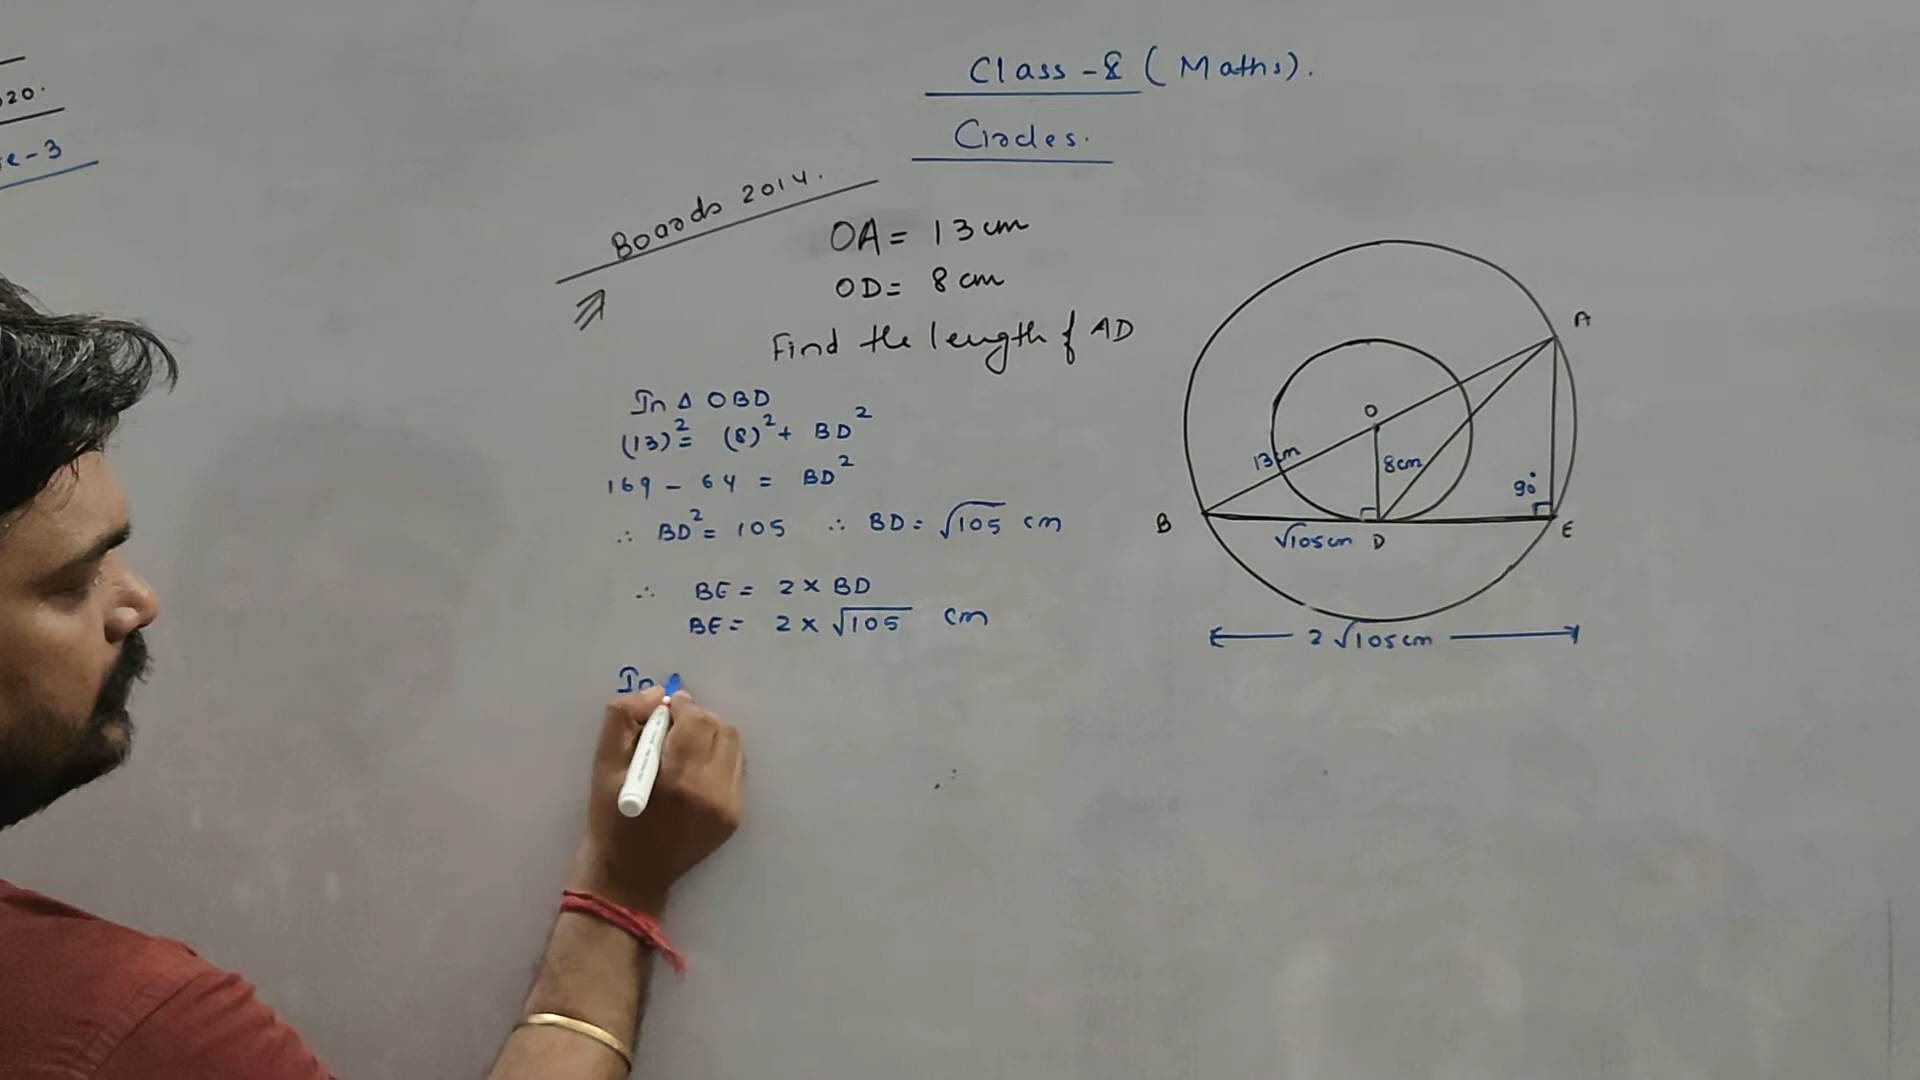 20.
e-3
Class-8 (Maths).
Circles.
Boards 2014.
OA = 13 cm
OD = 8 cm
Find the length of AD
In Δ OBD
(13)² = (8)² + BD²
169 - 64 = BD²
∴ BD² = 105 ∴ BD = √105 cm
∴ BE = 2 × BD
BE = 2 × √105 cm
In
A
O
13cm
8cm
90°
B
√105cm
D
E
2√105cm